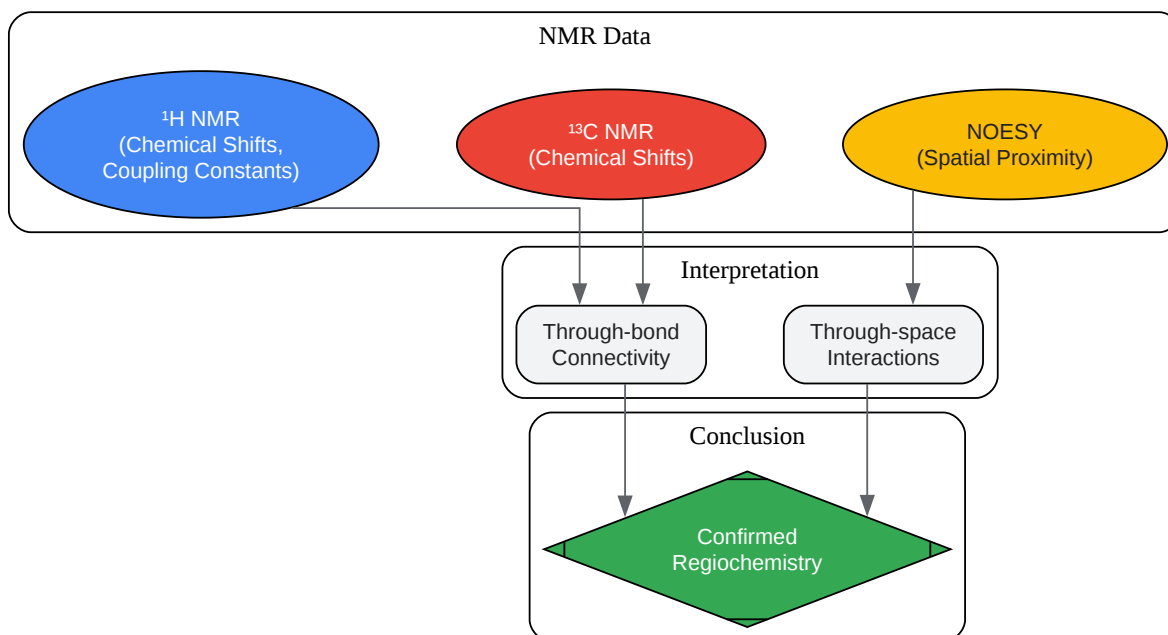 NMR Data
¹H NMR
(Chemical Shifts,
Coupling Constants)
¹³C NMR
(Chemical Shifts)
NOESY
(Spatial Proximity)
Interpretation
Through-bond
Connectivity
Through-space
Interactions
Conclusion
Confirmed
Regiochemistry